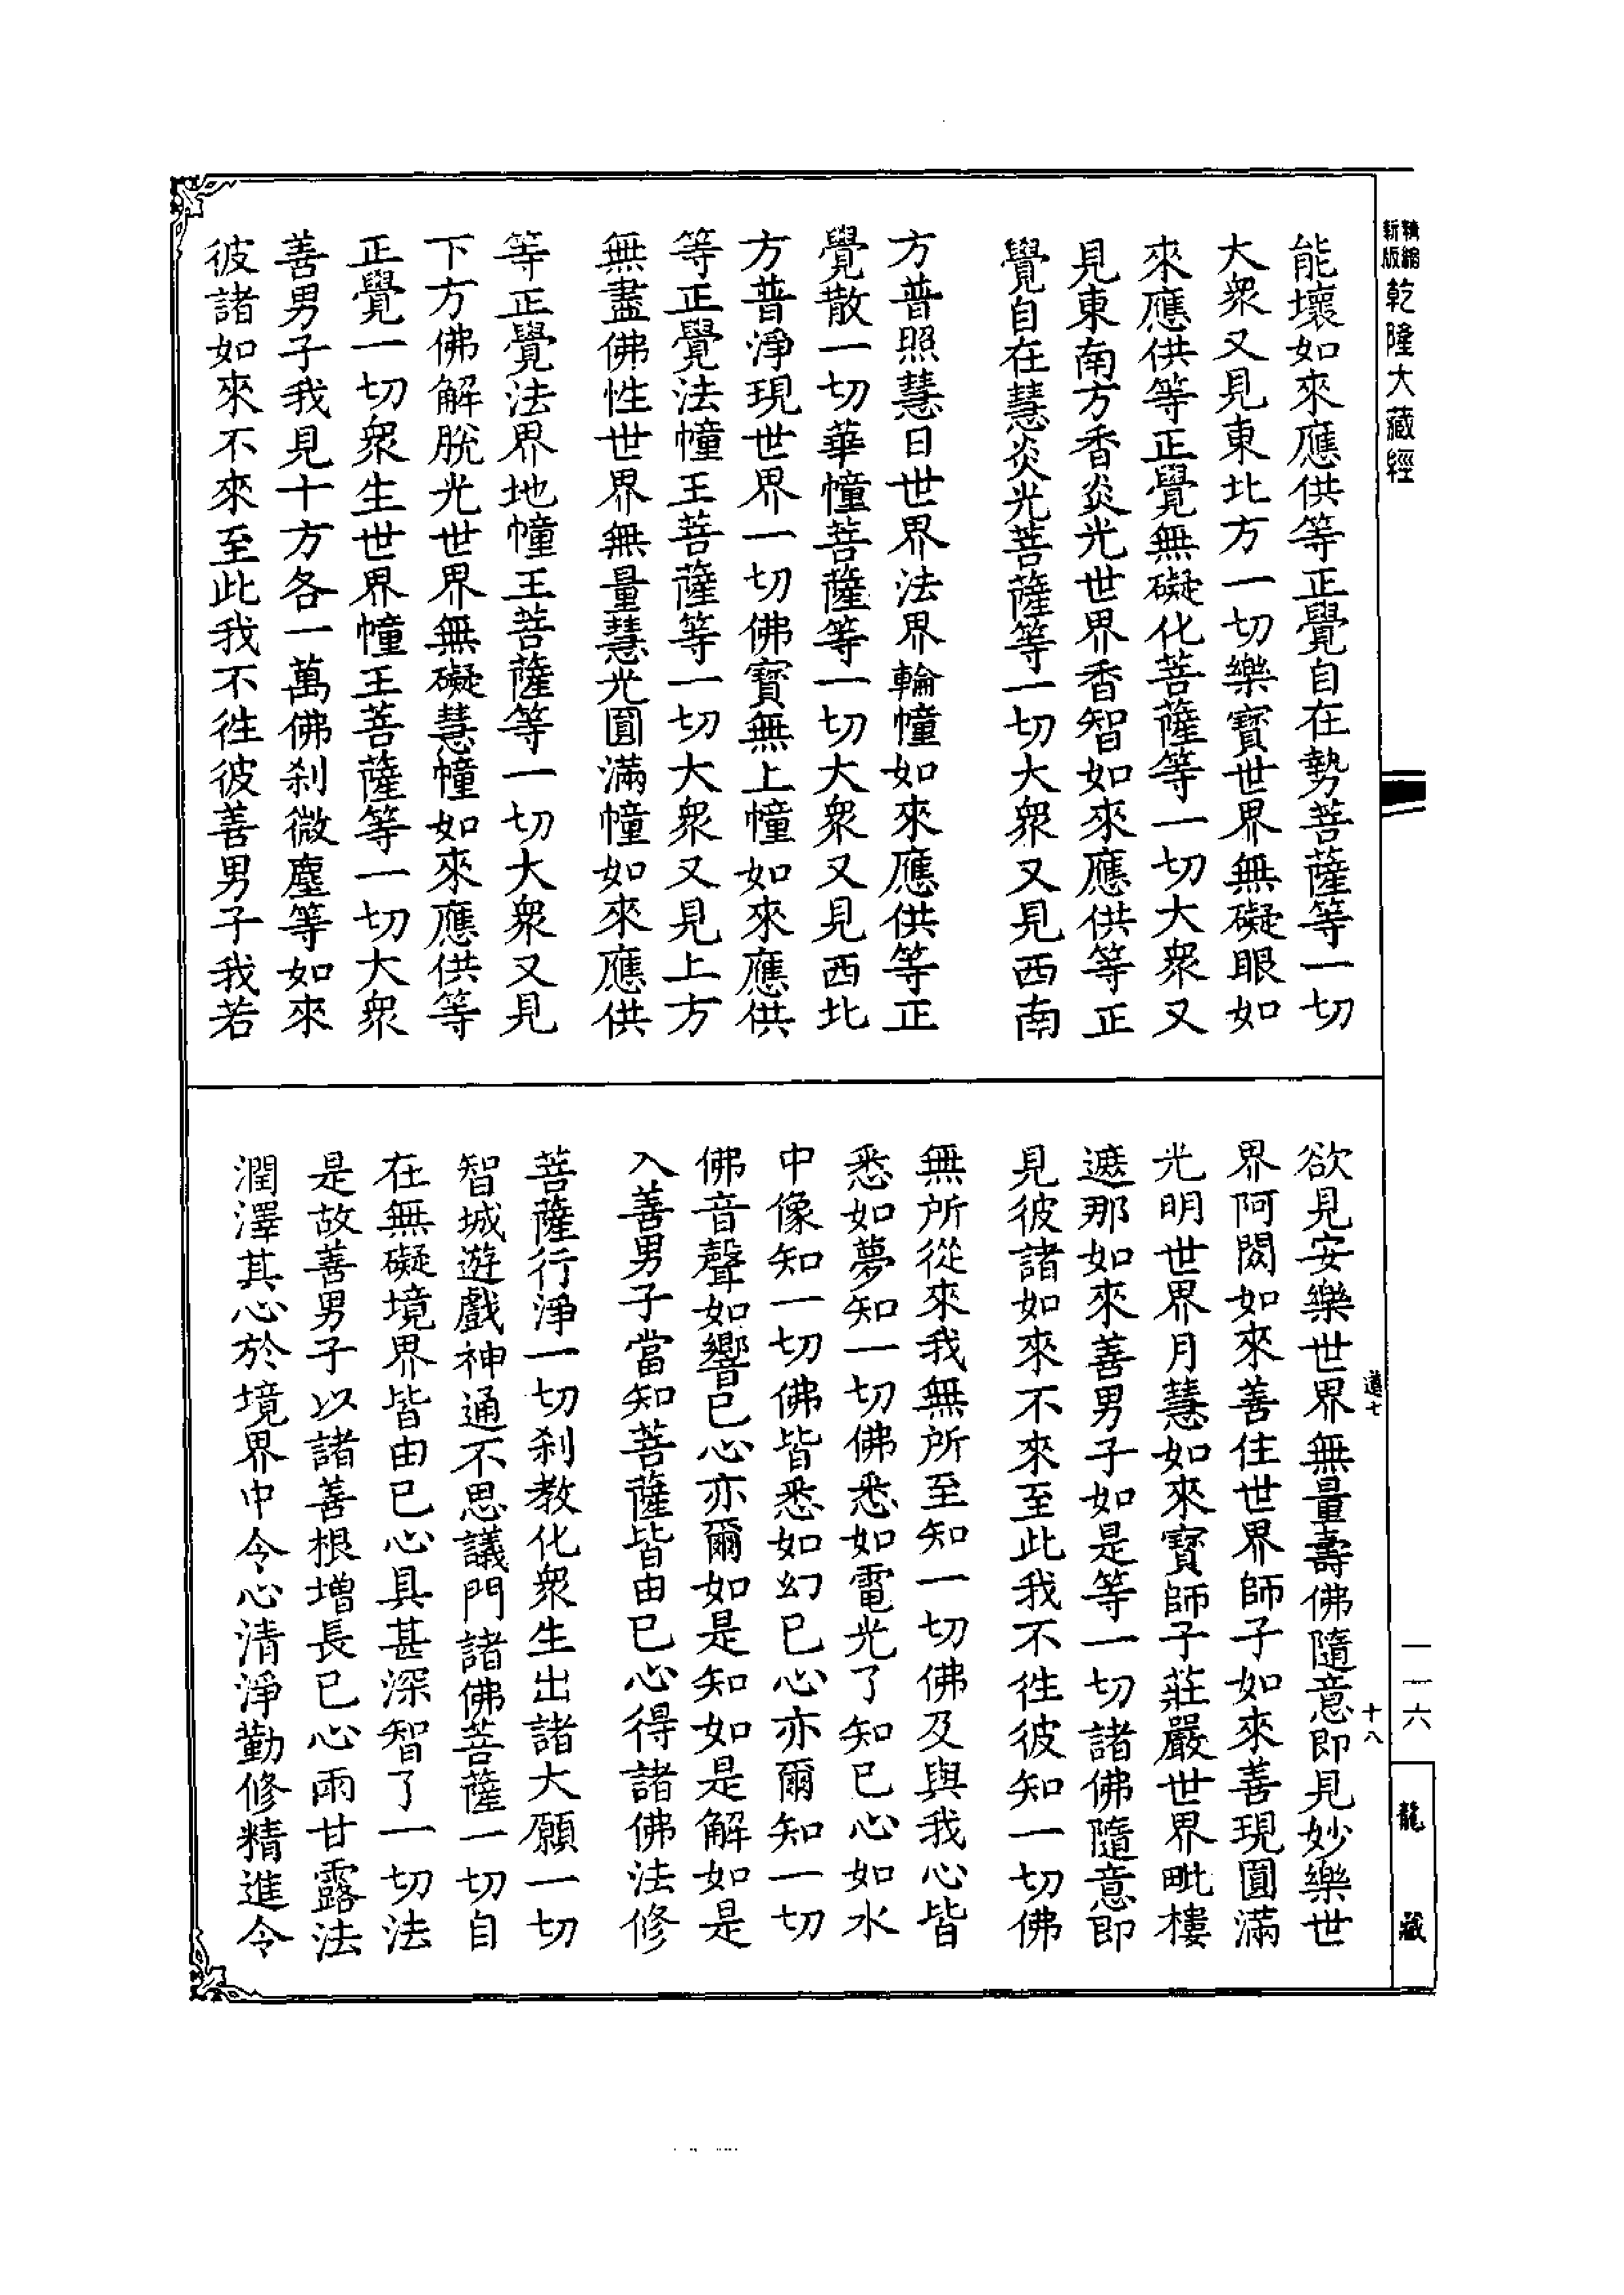 新版
精縮
乾隆大藏經
能壞如來應供等正覺自在勢菩薩等一切
大衆又見東北方一切樂寶世界無礙眼如
來應供等正覺無礙化菩薩等一切大衆又
見東南方香炎光世界香智如來應供等正
覺自在慧炎光菩薩等一切大衆又見西南
方普照慧日世界法界輪幢如來應供等正
覺散一切華幢菩薩等一切大衆又見西北
方普淨現世界一切佛寶無上幢如來應供
等正覺法幢王菩薩等一切大衆又見上方
無盡佛性世界無量慧光圓滿幢如來應供
等正覺法界地幢王菩薩等一切大衆又見
下方佛解脫光世界無礙慧幢如來應供等
正覺一切衆生世界幢王菩薩等一切大衆
善男子我見十方各一萬佛刹微塵等如來
彼諸如來不來至此我不徃彼善男子我若
欲見安樂世界無量壽佛隨意即見妙樂世
界阿閦如來善住世界師子如來善現圓滿
光明世界月慧如來寶師子莊嚴世界毗樓
遮那如來善男子如是等一切諸佛隨意即
見彼諸如來不來至此我不徃彼知一切佛
無所從來我無所至知一切佛及與我心皆
悉如夢知一切佛悉如電光了知已心如水
中像知一切佛皆悉如幻已心亦爾知一切
佛音聲如響已心亦爾如是知如是解如是
入善男子當知菩薩皆由已心得諸佛法修
菩薩行淨一切刹教化衆生出諸大願一切
智城遊戲神通不思議門諸佛菩薩一切自
在無礙境界皆由已心具甚深智了一切法
是故善男子以諸善根增長已心雨甘露法
潤澤其心於境界中令心清淨勤修精進令
遵七
十八
一一六
龍藏